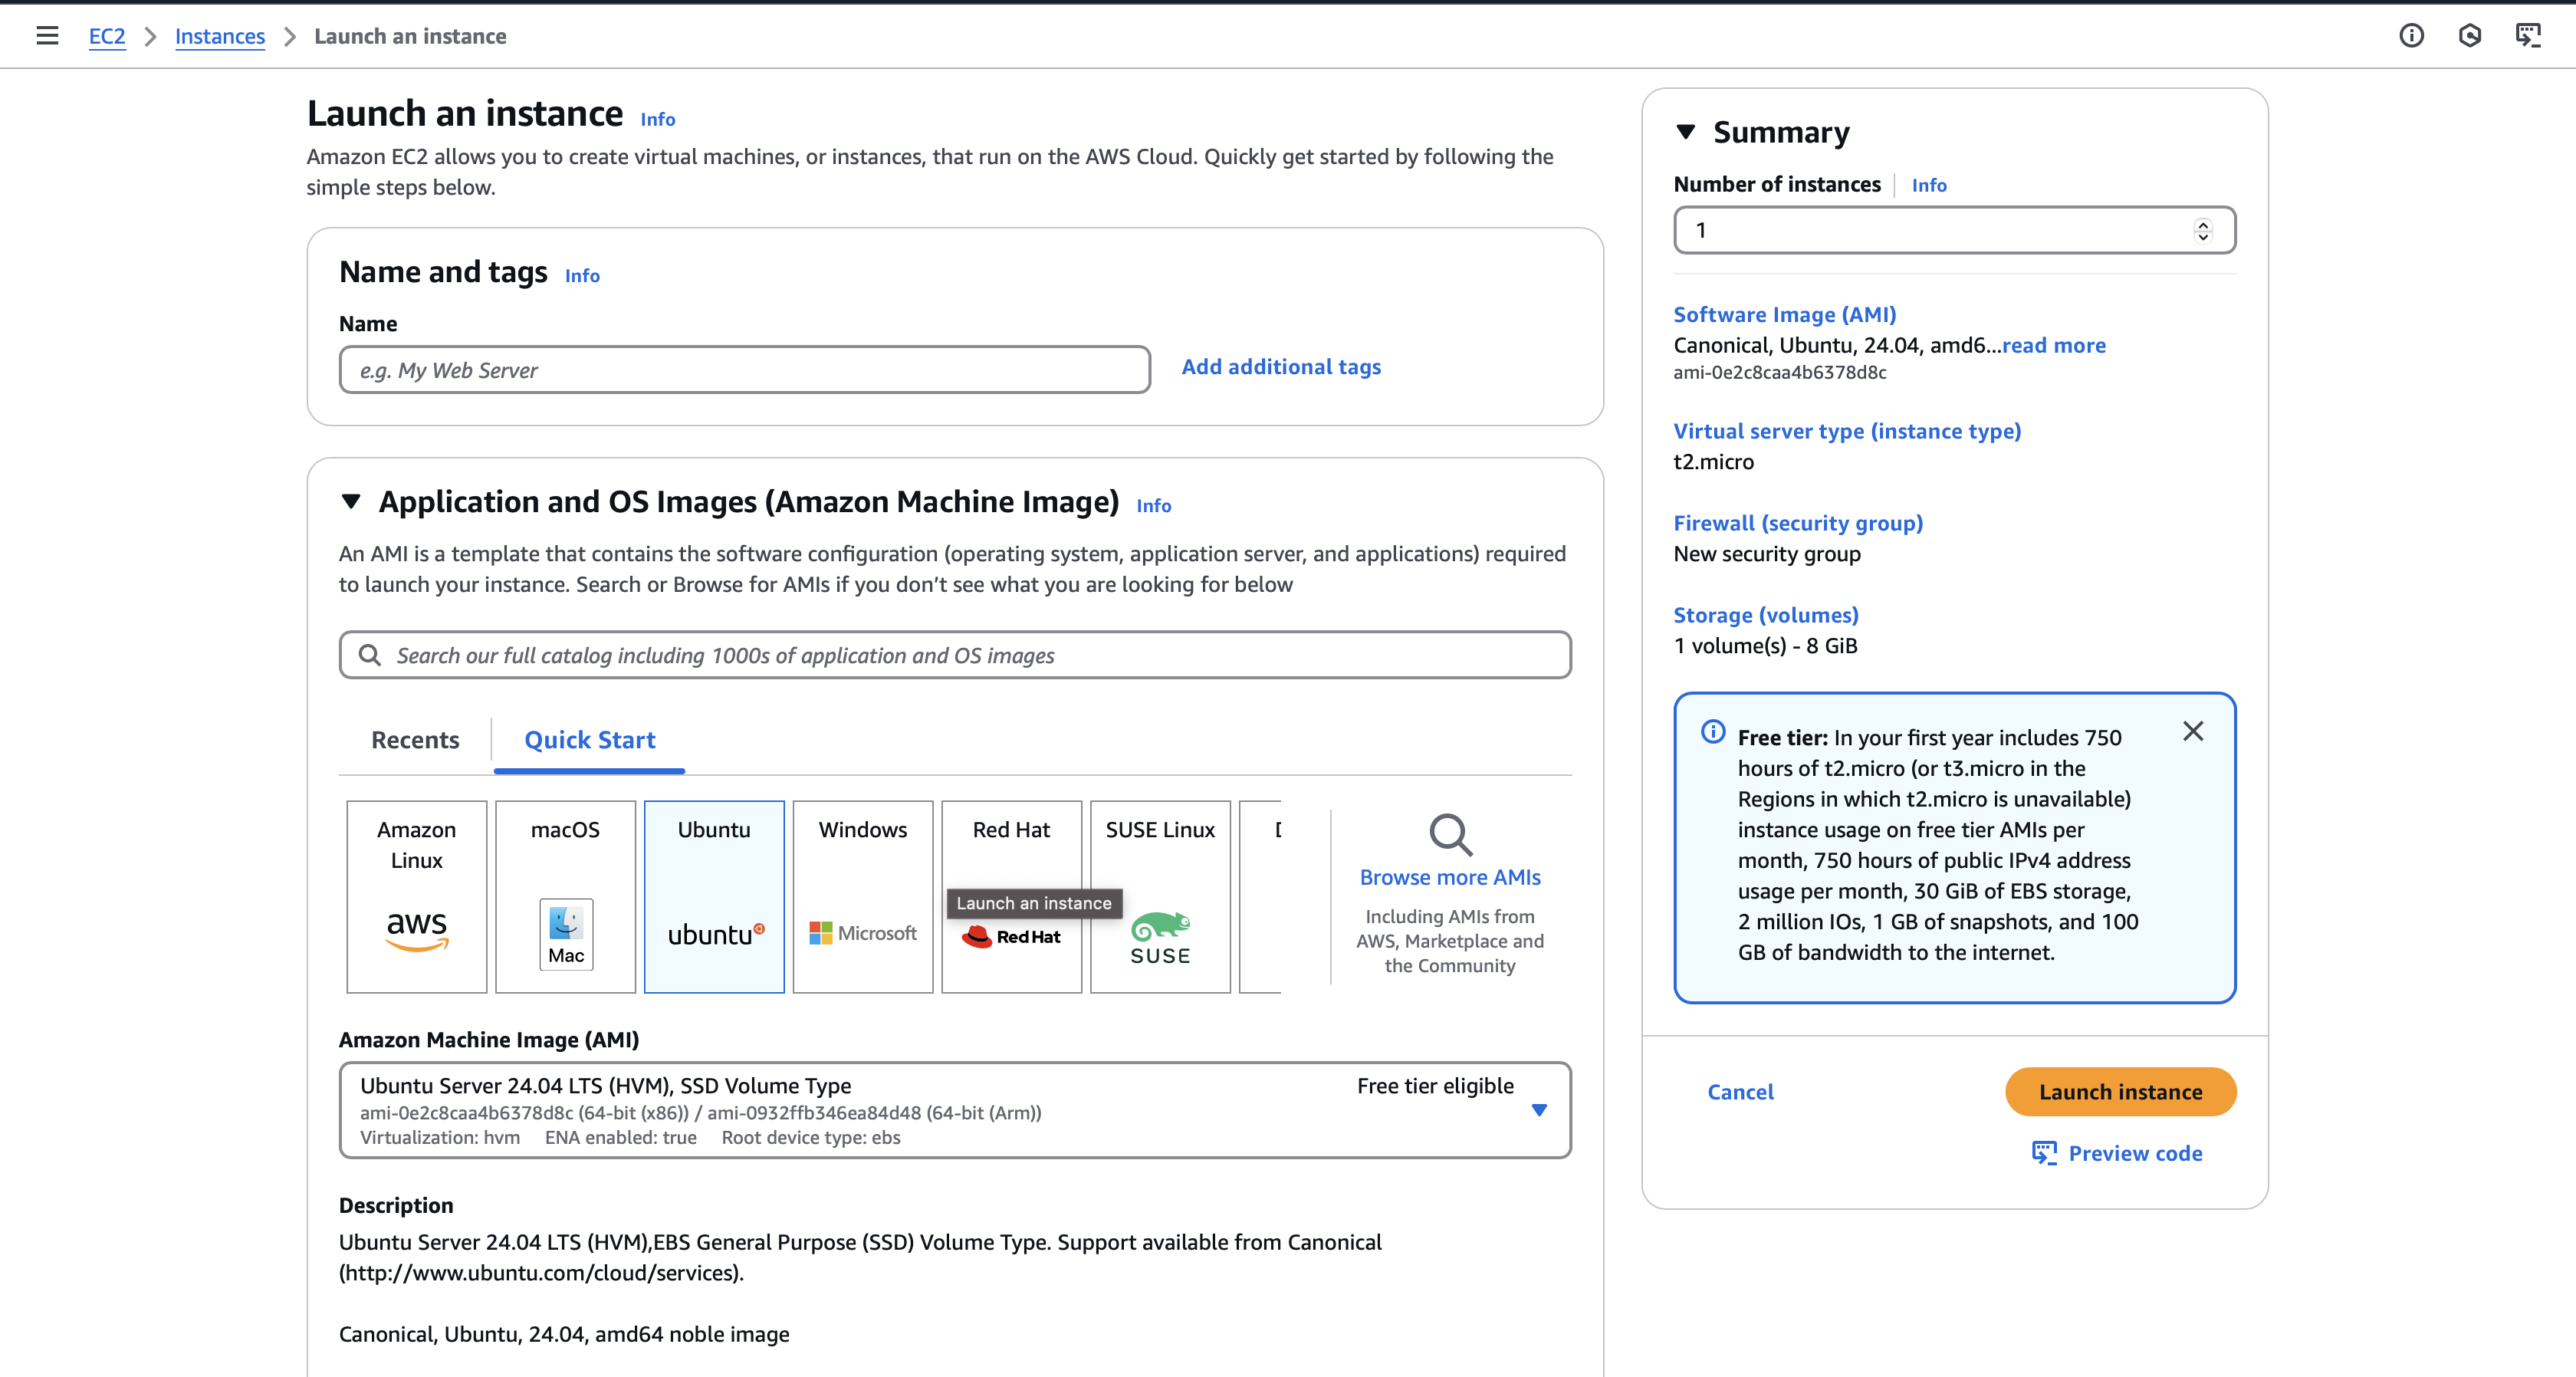 EC2 > Instances > Launch an instance
Launch an instance Info
Amazon EC2 allows you to create virtual machines, or instances, that run on the AWS Cloud. Quickly get started by following the
simple steps below.
Name and tags Info
Name
e.g. My Web Server
Add additional tags
Application and OS Images (Amazon Machine Image) Info
An AMI is a template that contains the software configuration (operating system, application server, and applications) required
to launch your instance. Search or Browse for AMIs if you don’t see what you are looking for below
Search our full catalog including 1000s of application and OS images
Recents
Quick Start
Amazon
Linux
aws
macOS
Mac
Ubuntu
ubuntu
Windows
Microsoft
Red Hat
Launch an instance
Red Hat
SUSE Linux
SUSE
Browse more AMIs
Including AMIs from
AWS, Marketplace and
the Community
Amazon Machine Image (AMI)
Ubuntu Server 24.04 LTS (HVM), SSD Volume Type
Free tier eligible
ami-0e2c8caa4b6378d8c (64-bit (x86)) / ami-0932ffb346ea84d48 (64-bit (Arm))
Virtualization: hvm ENA enabled: true Root device type: ebs
Description
Ubuntu Server 24.04 LTS (HVM),EBS General Purpose (SSD) Volume Type. Support available from Canonical
(http://www.ubuntu.com/cloud/services).
Canonical, Ubuntu, 24.04, amd64 noble image
Summary
Number of instances Info
1
Software Image (AMI)
Canonical, Ubuntu, 24.04, amd6...read more
ami-0e2c8caa4b6378d8c
Virtual server type (instance type)
t2.micro
Firewall (security group)
New security group
Storage (volumes)
1 volume(s) - 8 GiB
Free tier: In your first year includes 750
hours of t2.micro (or t3.micro in the
Regions in which t2.micro is unavailable)
instance usage on free tier AMIs per
month, 750 hours of public IPv4 address
usage per month, 30 GiB of EBS storage,
2 million IOs, 1 GB of snapshots, and 100
GB of bandwidth to the internet.
Cancel
Launch instance
Preview code